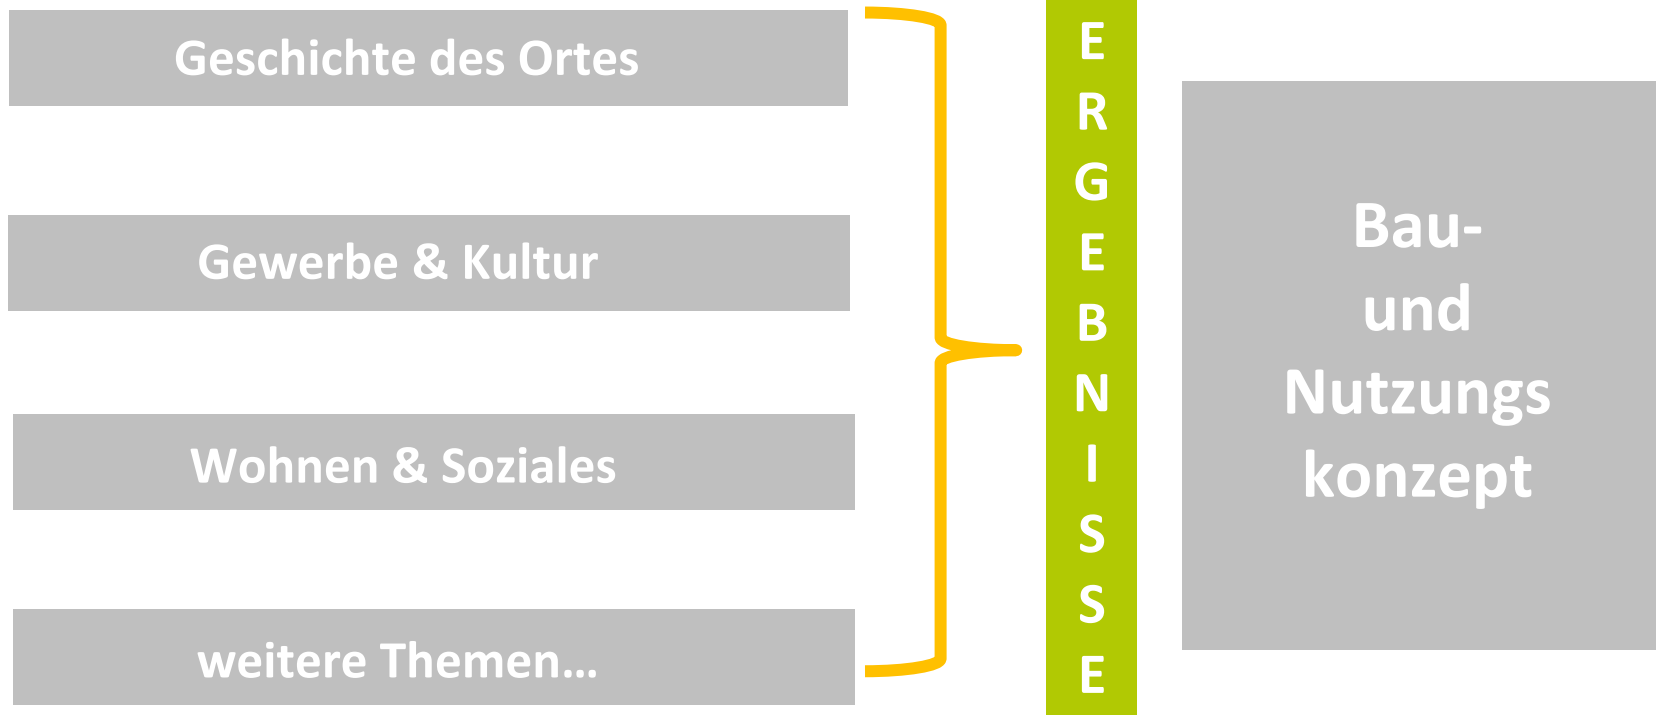 Geschichte des Ortes
Gewerbe & Kultur
Wohnen & Soziales
weitere Themen...
E
R
G
E
B
N
I
S
S
E
Bau-
und
Nutzungs
konzept